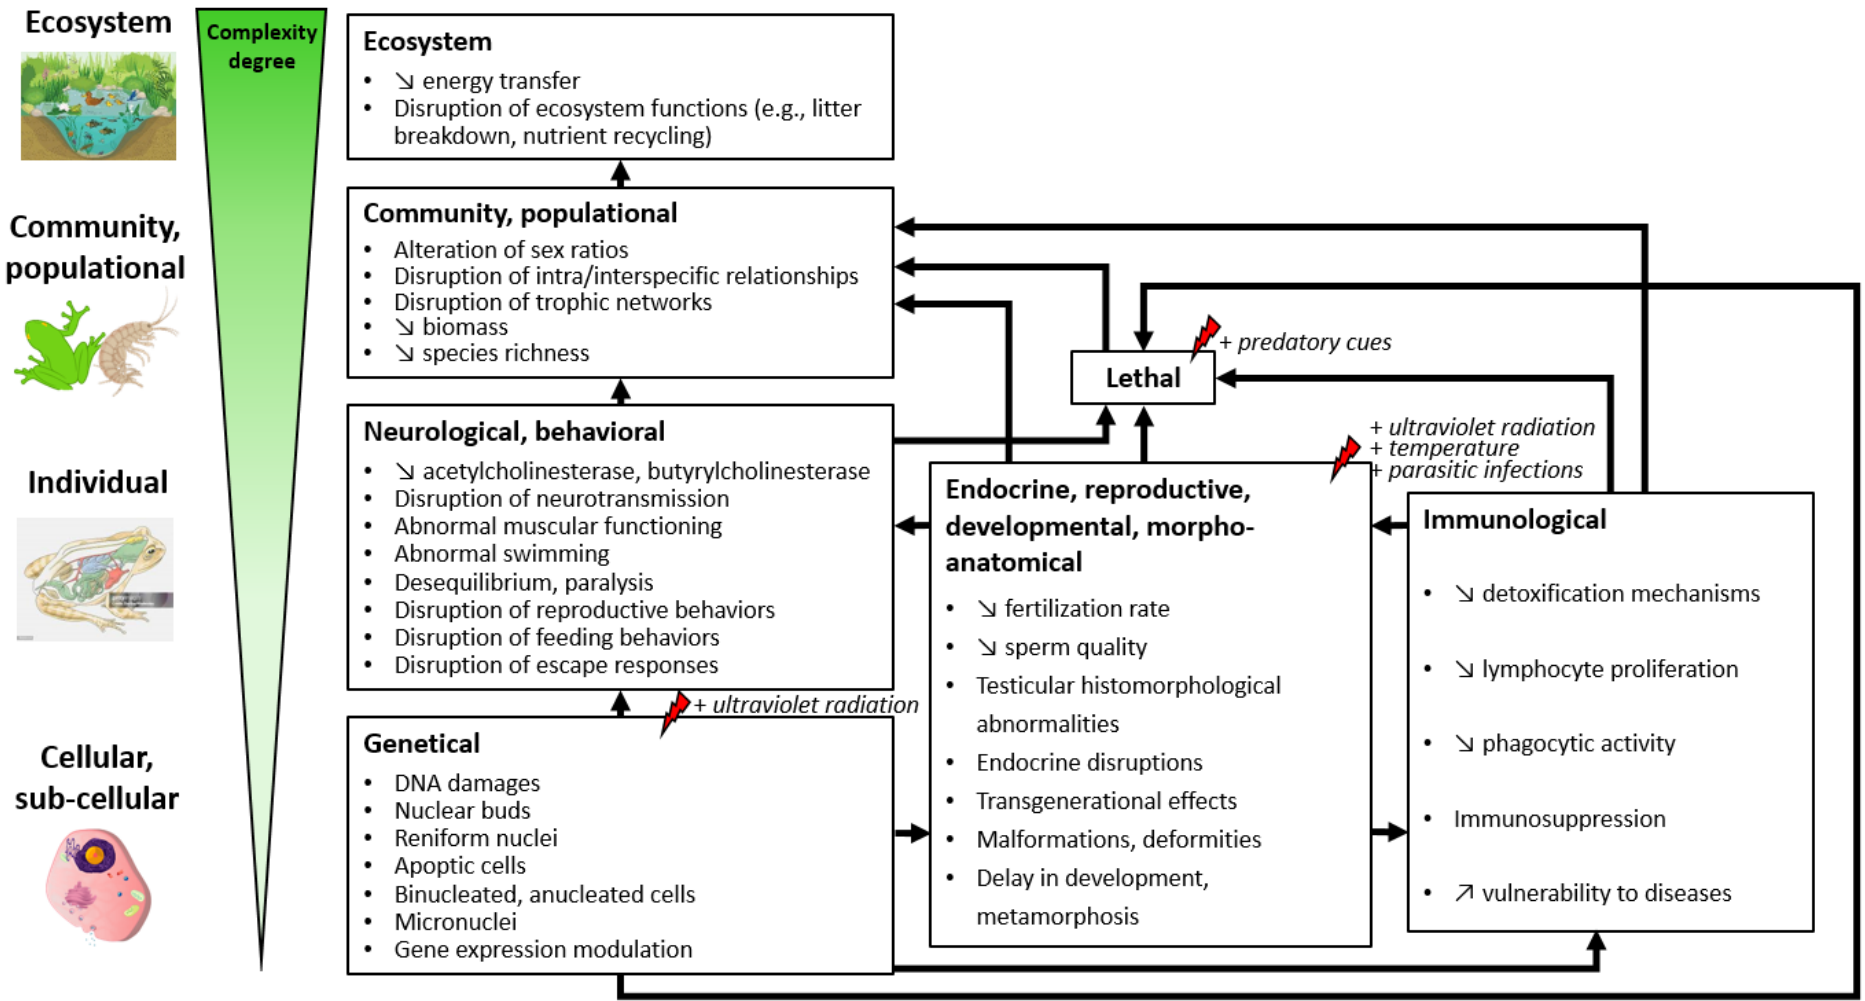 Ecosystem
Complexity
degree
Ecosystem
• ↘ energy transfer
• Disruption of ecosystem functions (e.g., litter
breakdown, nutrient recycling)
Community,
populational
Community, populational
• Alteration of sex ratios
• Disruption of intra/interspecific relationships
• Disruption of trophic networks
• ↘ biomass
• ↘ species richness
+ predatory cues
Lethal
Individual
Neurological, behavioral
• ↘ acetylcholinesterase, butyrylcholinesterase
• Disruption of neurotransmission
• Abnormal muscular functioning
• Abnormal swimming
• Desequilibrium, paralysis
• Disruption of reproductive behaviors
• Disruption of feeding behaviors
• Disruption of escape responses
+ ultraviolet radiation
+ temperature
+ parasitic infections
Endocrine, reproductive,
developmental, morpho-
anatomical
• ↘ fertilization rate
• ↘ sperm quality
• Testicular histomorphological
abnormalities
• Endocrine disruptions
• Transgenerational effects
• Malformations, deformities
• Delay in development,
metamorphosis
Immunological
• ↘ detoxification mechanisms
• ↘ lymphocyte proliferation
• ↘ phagocytic activity
• Immunosuppression
• ↗ vulnerability to diseases
+ ultraviolet radiation
Cellular,
sub-cellular
Genetical
• DNA damages
• Nuclear buds
• Reniform nuclei
• Apoptic cells
• Binucleated, anucleated cells
• Micronuclei
• Gene expression modulation